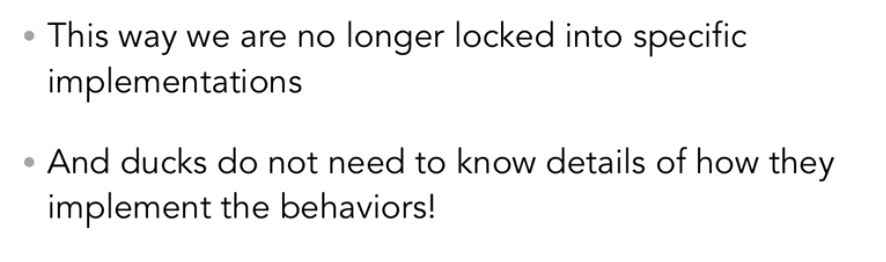 • This way we are no longer locked into specific
implementations
• And ducks do not need to know details of how they
implement the behaviors!